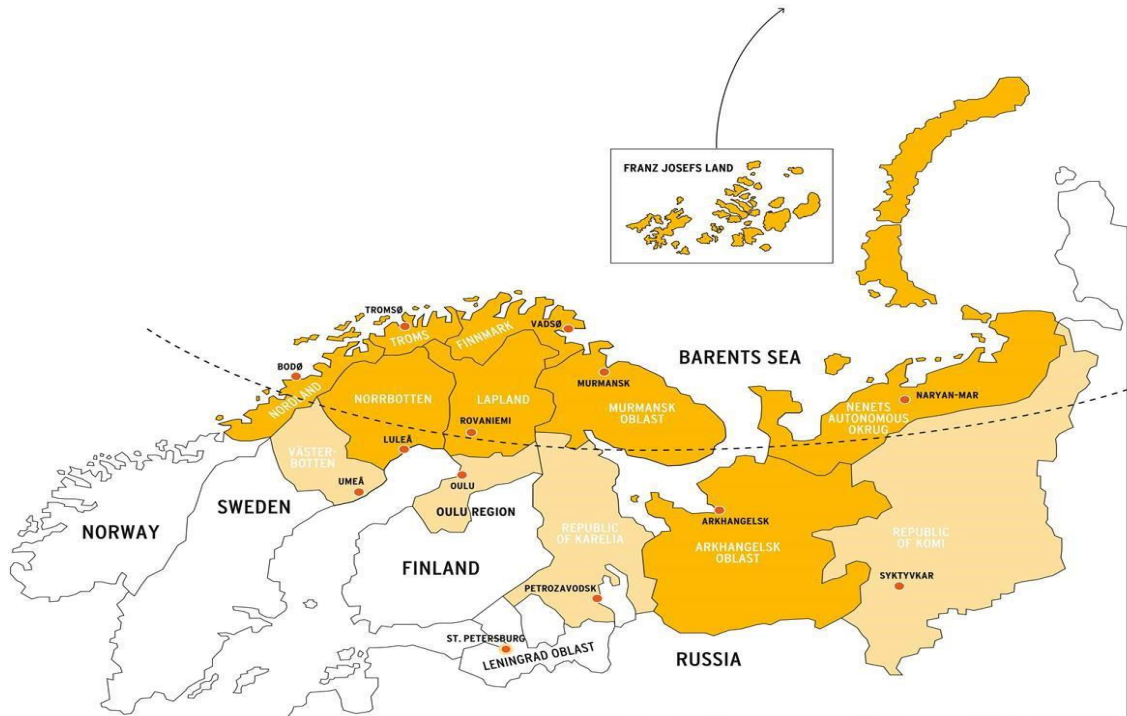 FRANZ JOSEFS LAND
TROMSØ
TROMS
FINNMARK
VADSØ
BARENTS SEA
BODØ
NORDLAND
NORRBOTTEN
LAPLAND
MURMANSK
MURMANSK
OBLAST
NARYAN-MAR
NENETS
AUTONOMOUS
OKRUG
ROVANIEMI
LULEÅ
VÄSTER-
BOTTEN
UMEÅ
OULU
OULU REGION
SWEDEN
NORWAY
FINLAND
REPUBLIC
OF KARELIA
ARKHANGELSK
ARKHANGELSK
OBLAST
REPUBLIC
OF KOMI
SYKTYVKAR
PETROZAVODSK
ST. PETERSBURG
LENINGRAD OBLAST
RUSSIA